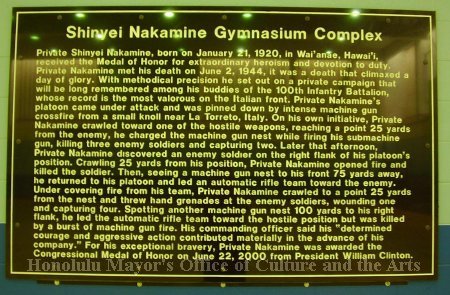 Shinyei Nakamine Gymnasium Complex
Private Shinyei Nakamine, born on January 21, 1920, in Wai'anae, Hawai'i,
received the Medal of Honor for extraordinary heroism and devotion to duty.
Private Nakamine met his death on June 2, 1944, it was a death that climaxed a
day of glory. With methodical precision he set out on a private campaign that
will be long remembered among his buddies of the 100th Infantry Battalion,
whose record is the most valorous on the Italian front. Private Nakamine's
platoon came under attack and was pinned down by intense machine gun
crossfire from a small knoll near La Torreto, Italy. On his own initiative, Private
Nakamine crawled toward one of the hostile weapons, reaching a point 25 yards
from the enemy, he charged the machine gun nest while firing his submachine
gun, killing three enemy soldiers and capturing two. Later that afternoon,
Private Nakamine discovered an enemy soldier on the right flank of his platoon's
position. Crawling 25 yards from his position, Private Nakamine opened fire and
killed the soldier. Then, seeing a machine gun nest to his front 75 yards away,
he returned to his platoon and led an automatic rifle team toward the enemy.
Under covering fire from his team, Private Nakamine crawled to a point 25 yards
from the nest and threw hand grenades at the enemy soldiers, wounding one
and capturing four. Spotting another machine gun nest 100 yards to his right
flank, he led the automatic rifle team toward the hostile position but was killed
by a burst of machine gun fire. His commanding officer said his "determined
courage and aggressive action contributed materially in the advance of his
company." For his exceptional bravery, Private Nakamine was awarded the
Congressional Medal of Honor on June 22, 2000 from President William Clinton.
Honolulu Mayor's Office of Culture and the Arts